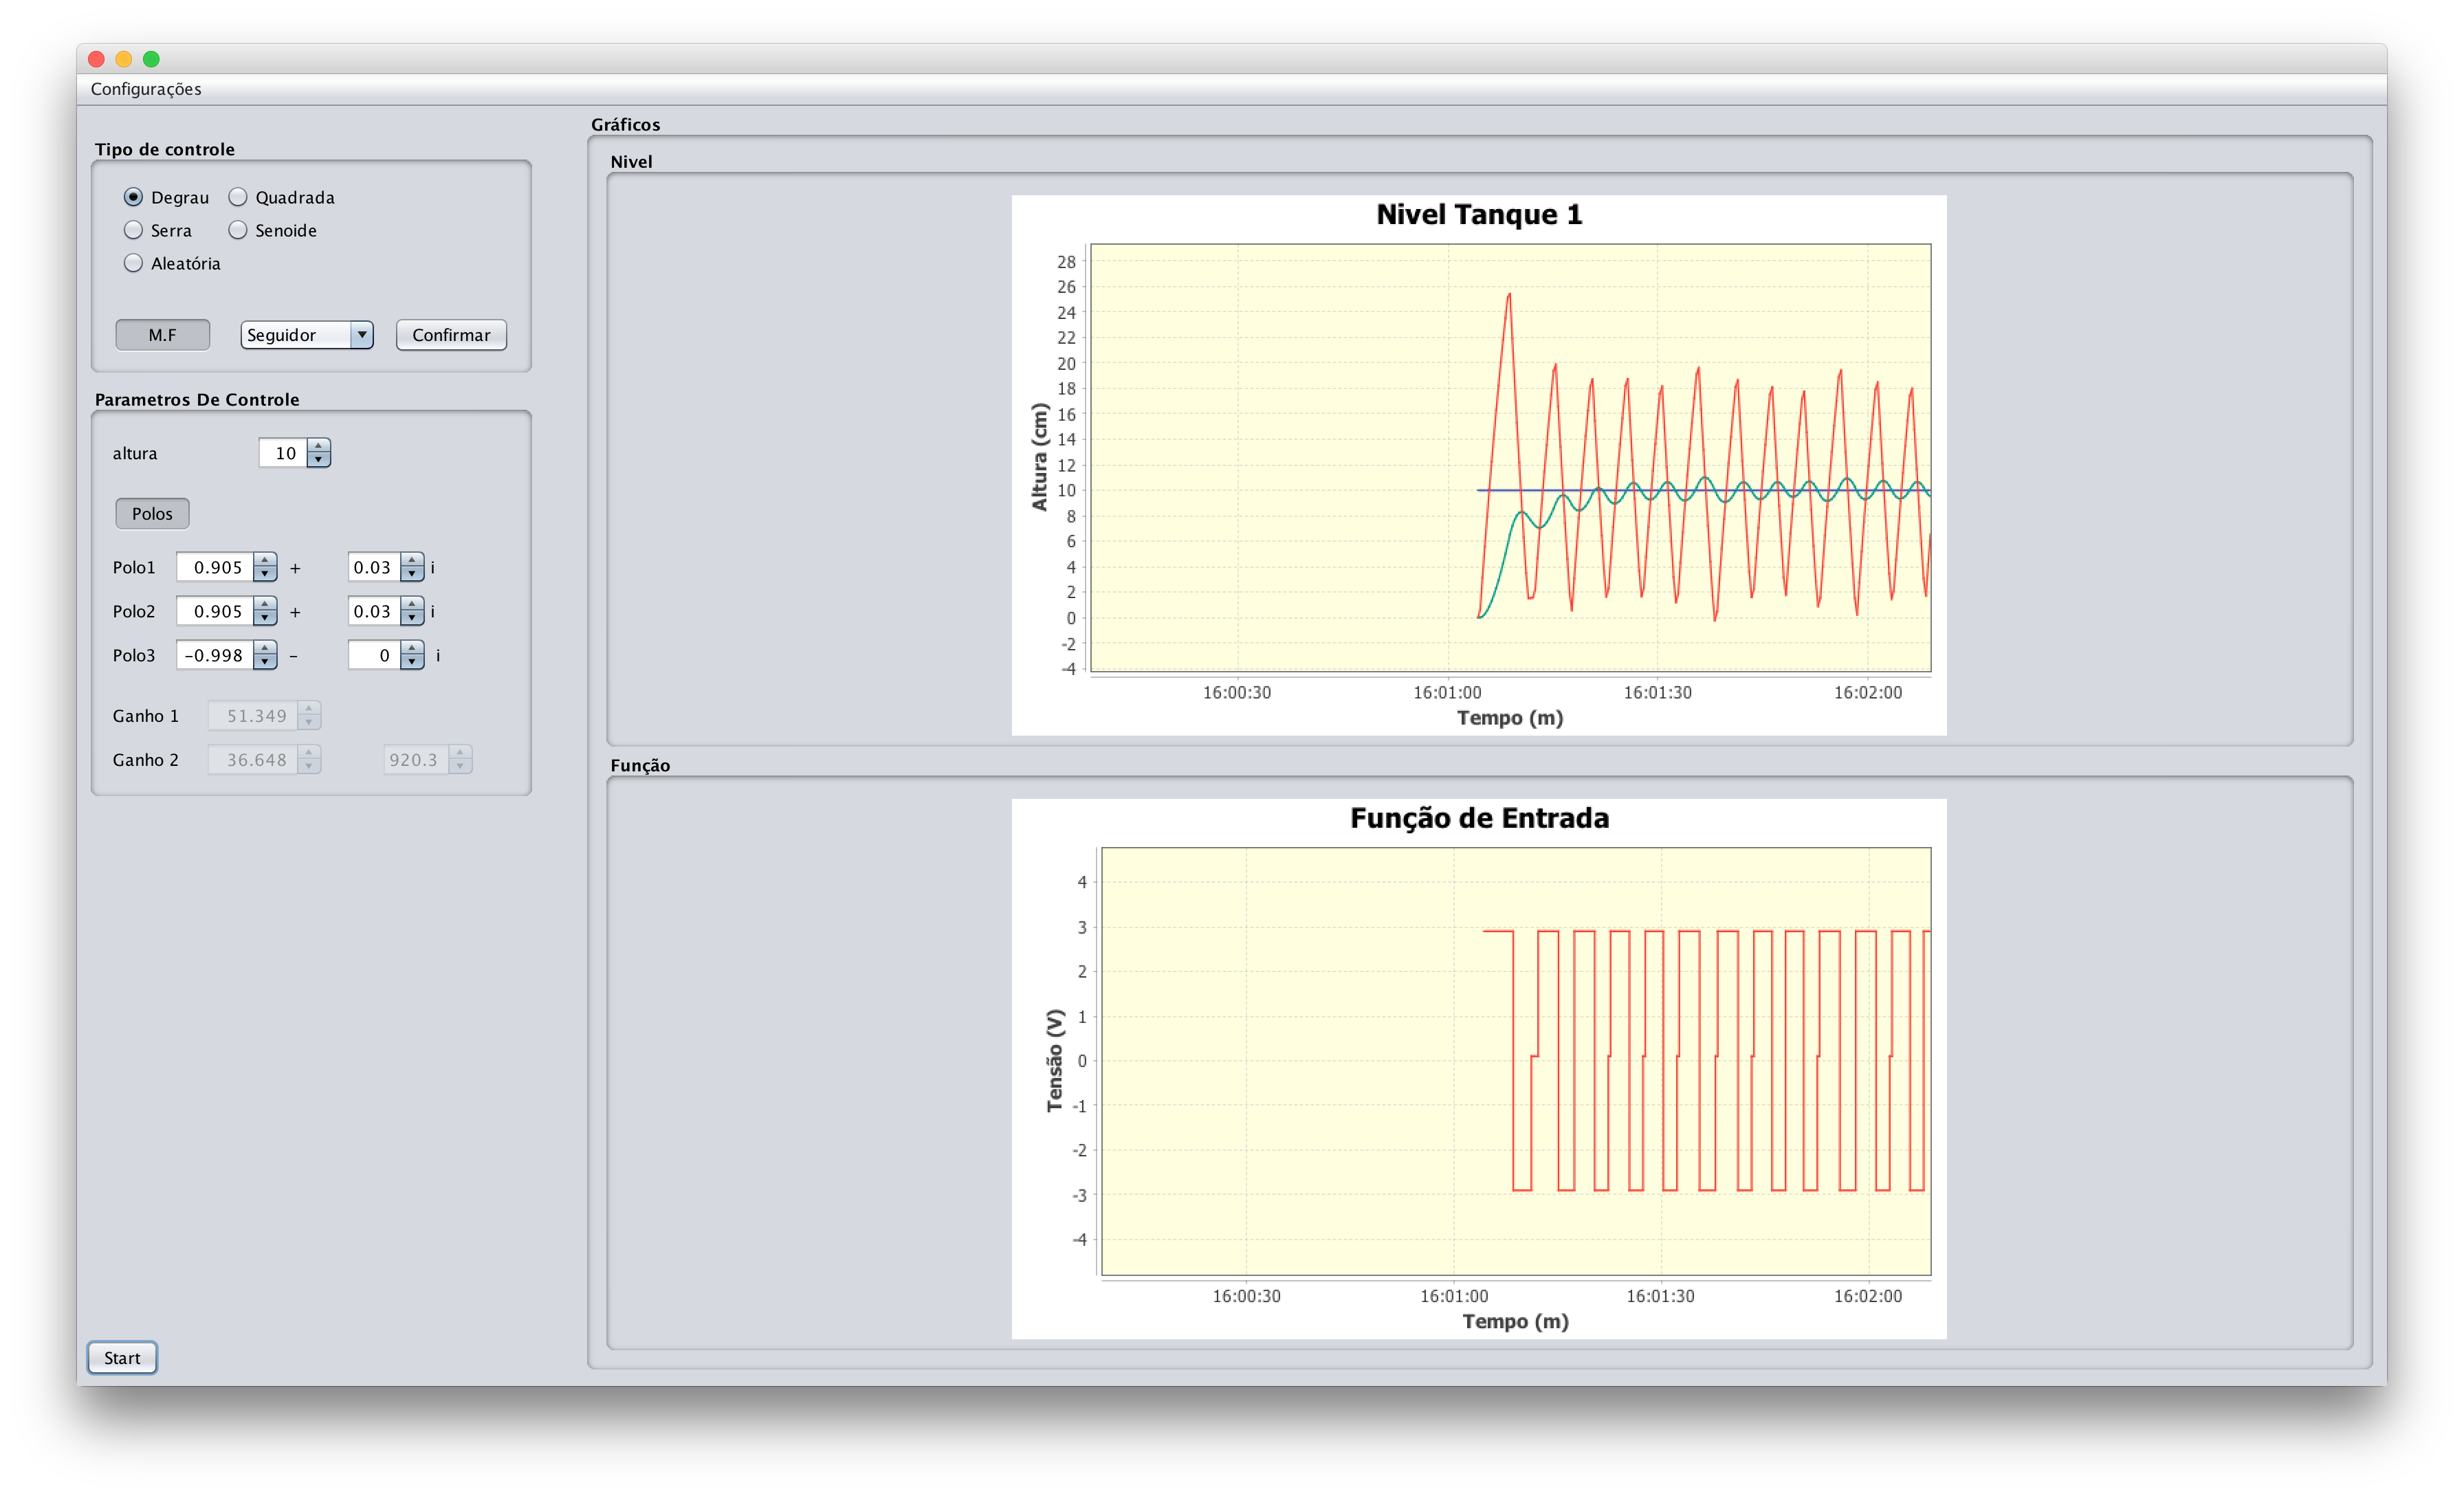 Configurações
Tipo de controle
Degrau Quadrada
Serra Senoide
Aleatória
M.F Seguidor Confirmar
Parametros De Controle
altura 10
Polos
Polo1 0.905 + 0.03 i
Polo2 0.905 + 0.03 i
Polo3 -0.998 - 0 i
Ganho 1 51.349
Ganho 2 36.648 920.3
Start
Gráficos
Nivel
Nivel Tanque 1
Altura (cm)
28
26
24
22
20
18
16
14
12
10
8
6
4
2
0
-2
-4
16:00:30 16:01:00 16:01:30 16:02:00
Tempo (m)
Função
Função de Entrada
Tensão (V)
4
3
2
1
0
-1
-2
-3
-4
16:00:30 16:01:00 16:01:30 16:02:00
Tempo (m)